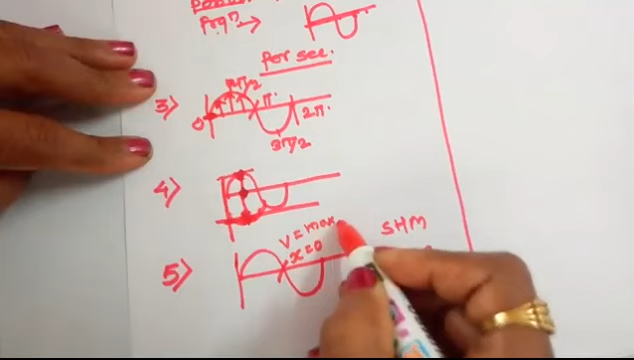 Freqⁿ →
Per sec.
3)
0 π/2 π 2π
3π/2
4)
5)
V = max
x = 0
SHM